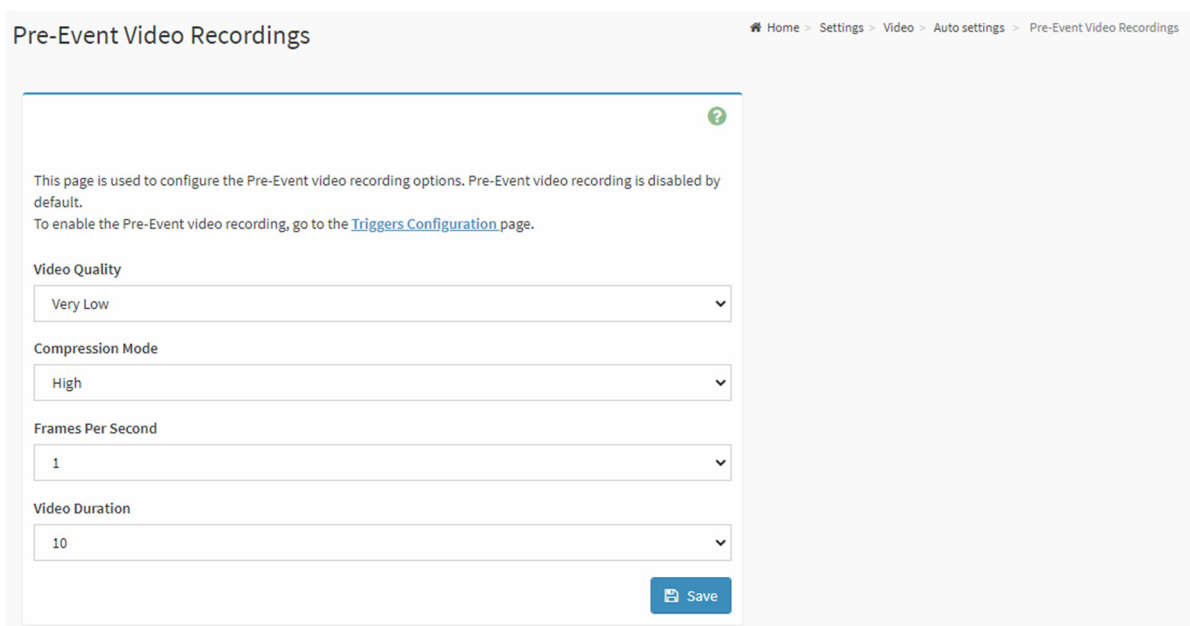 Pre-Event Video Recordings
Home > Settings > Video > Auto settings > Pre-Event Video Recordings
?
This page is used to configure the Pre-Event video recording options. Pre-Event video recording is disabled by
default.
To enable the Pre-Event video recording, go to the Triggers Configuration page.
Video Quality
Very Low
Compression Mode
High
Frames Per Second
1
Video Duration
10
Save